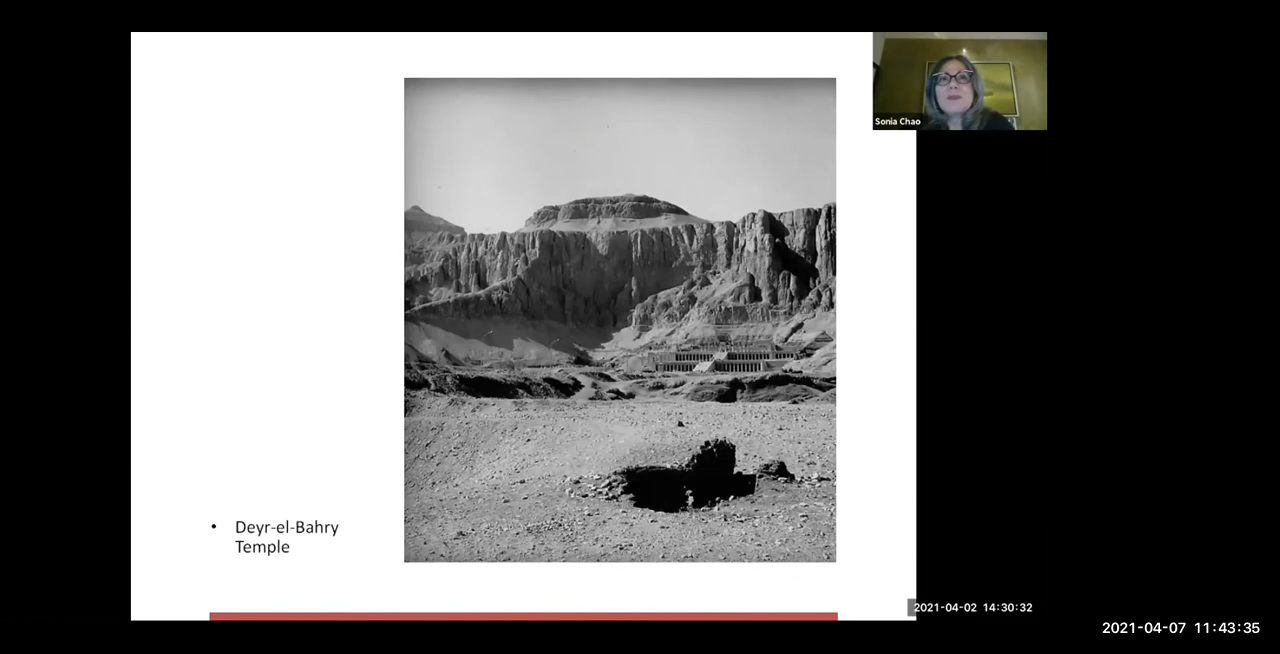 Sonia Chao
• Deyr-el-Bahry
Temple
2021-04-02 14:30:32
2021-04-07 11:43:35